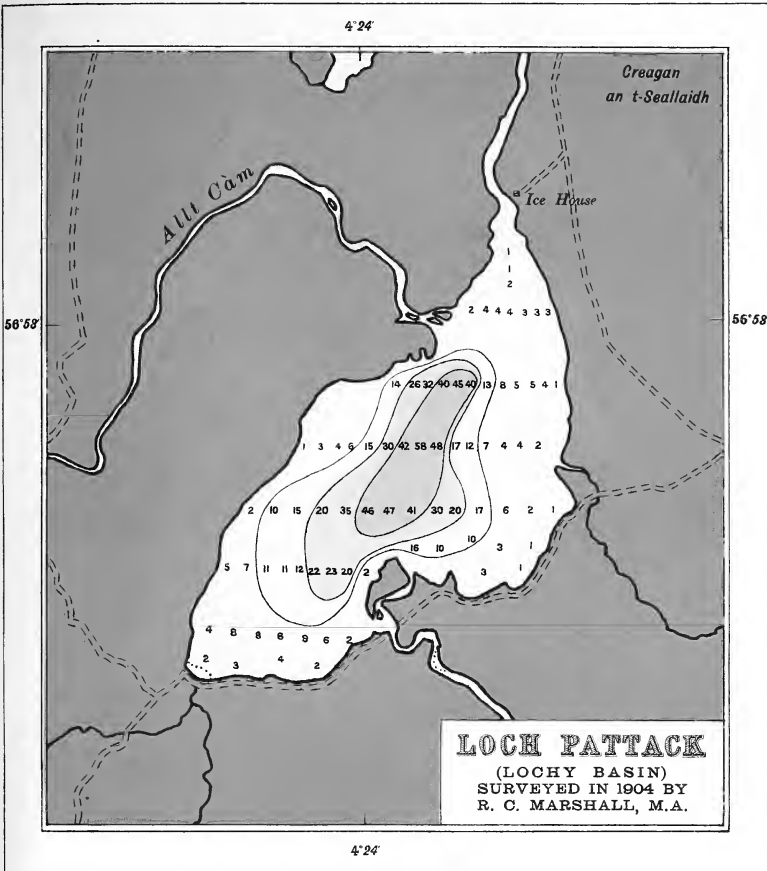 4°24′
Creagan
an t-Seallaidh
Allt Càm
Ice House
1
1
2
2 4 4 4 3 3 3
56°58′ 56°58′
14 26 32 40 45 40 13 8 5 5 4 1
1 3 4 6 15 30 42 58 48 17 12 7 4 4 2
2 10 15 20 35 46 47 41 30 20 17 6 2 1
16 10 10 3 1
5 7 11 11 12 22 23 20 2 3 1
4 8 8 8 9 6 2
2 3 4 2
LOCH PATTACK
(LOCHY BASIN)
SURVEYED IN 1904 BY
R. C. MARSHALL, M.A.
4°24′